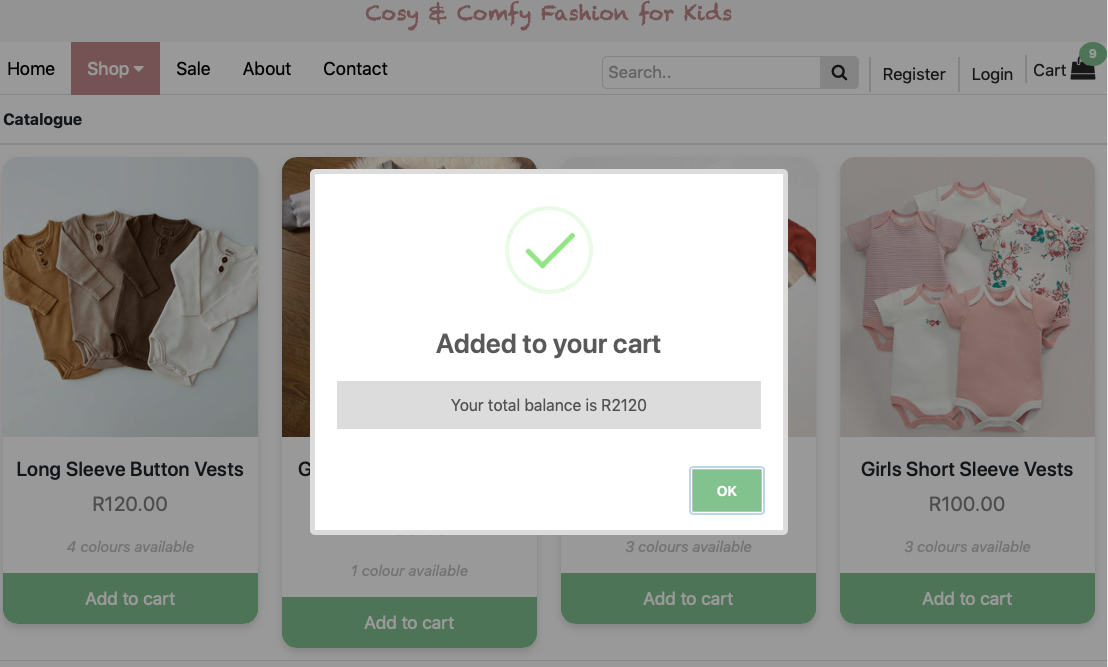 Cosy & Comfy Fashion for Kids
Home
Shop
Sale
About
Contact
Search..
Register
Login
Cart
9
Catalogue
Added to your cart
Your total balance is R2120
OK
Long Sleeve Button Vests
R120.00
4 colours available
Add to cart
G
1 colour available
Add to cart
3 colours available
Add to cart
Girls Short Sleeve Vests
R100.00
3 colours available
Add to cart